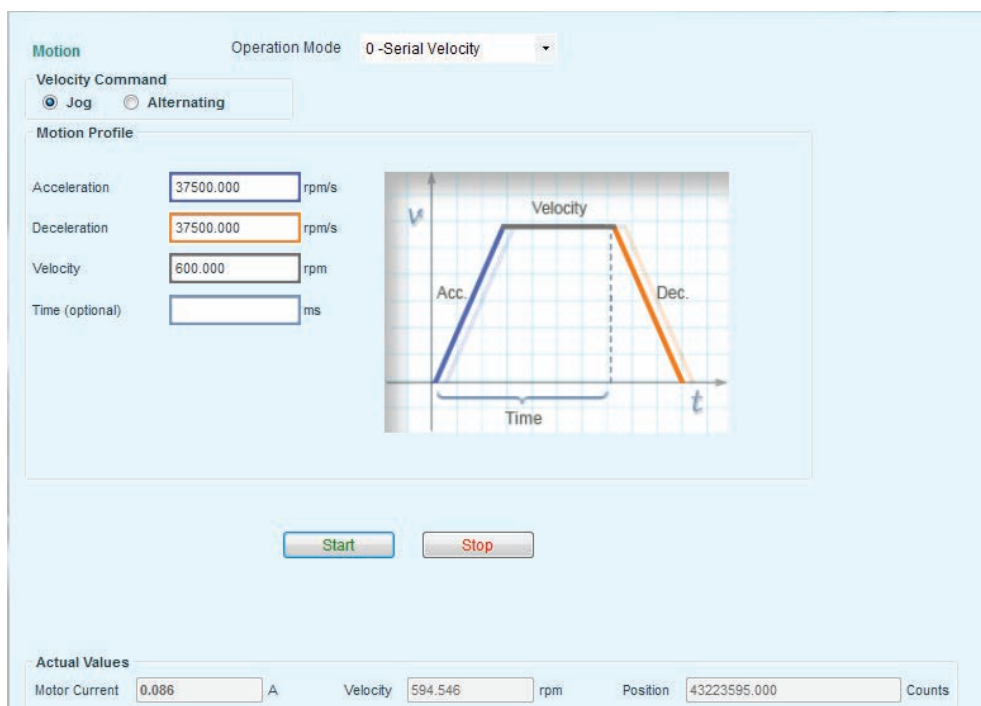 Motion Operation Mode 0 -Serial Velocity
Velocity Command
Jog Alternating
Motion Profile
Acceleration 37500.000 rpm/s
Deceleration 37500.000 rpm/s
Velocity 600.000 rpm
Time (optional) ms
v
Velocity
Acc. Dec.
t
Time
Start Stop
Actual Values
Motor Current 0.086 A Velocity 594.546 rpm Position 43223595.000 Counts